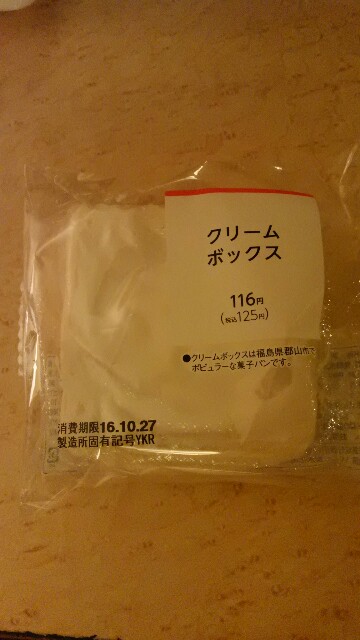 クリーム
ボックス
116円
(税込125円)
●クリームボックスは福島県郡山市で
ポピュラーな菓子パンです。
消費期限16.10.27
製造所固有記号YKR